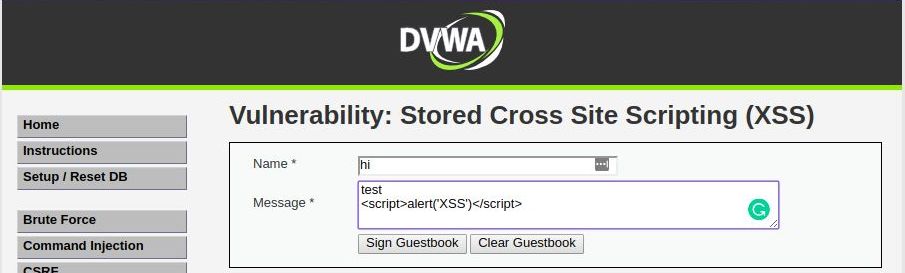 DVWA
Vulnerability: Stored Cross Site Scripting (XSS)
Home
Instructions
Setup / Reset DB
Brute Force
Command Injection
CSRF
Name *
hi
Message *
test
<script>alert('XSS')</script>
Sign Guestbook
Clear Guestbook